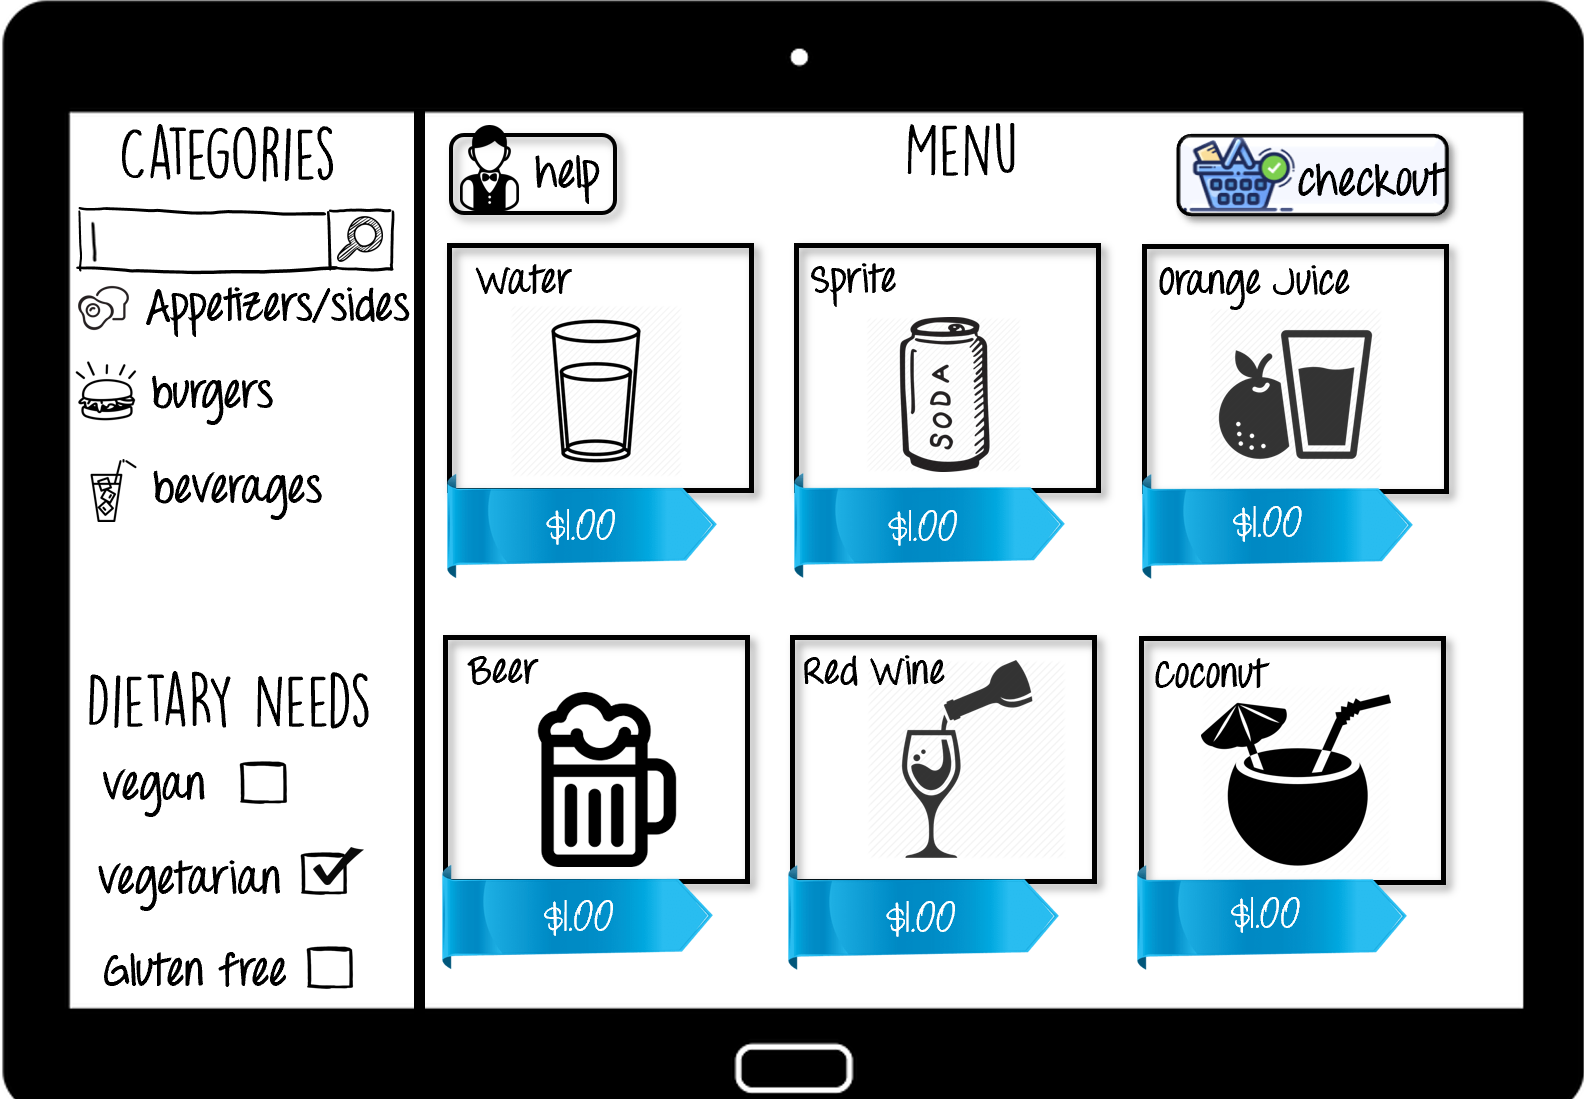 CATEGORIES
Appetizers/sides
burgers
beverages
DIETARY NEEDS
vegan
vegetarian
Gluten free
help
MENU
checkout
Water
Sprite
Orange Juice
SODA
$1.00
$1.00
$1.00
Beer
Red Wine
Coconut
$1.00
$1.00
$1.00